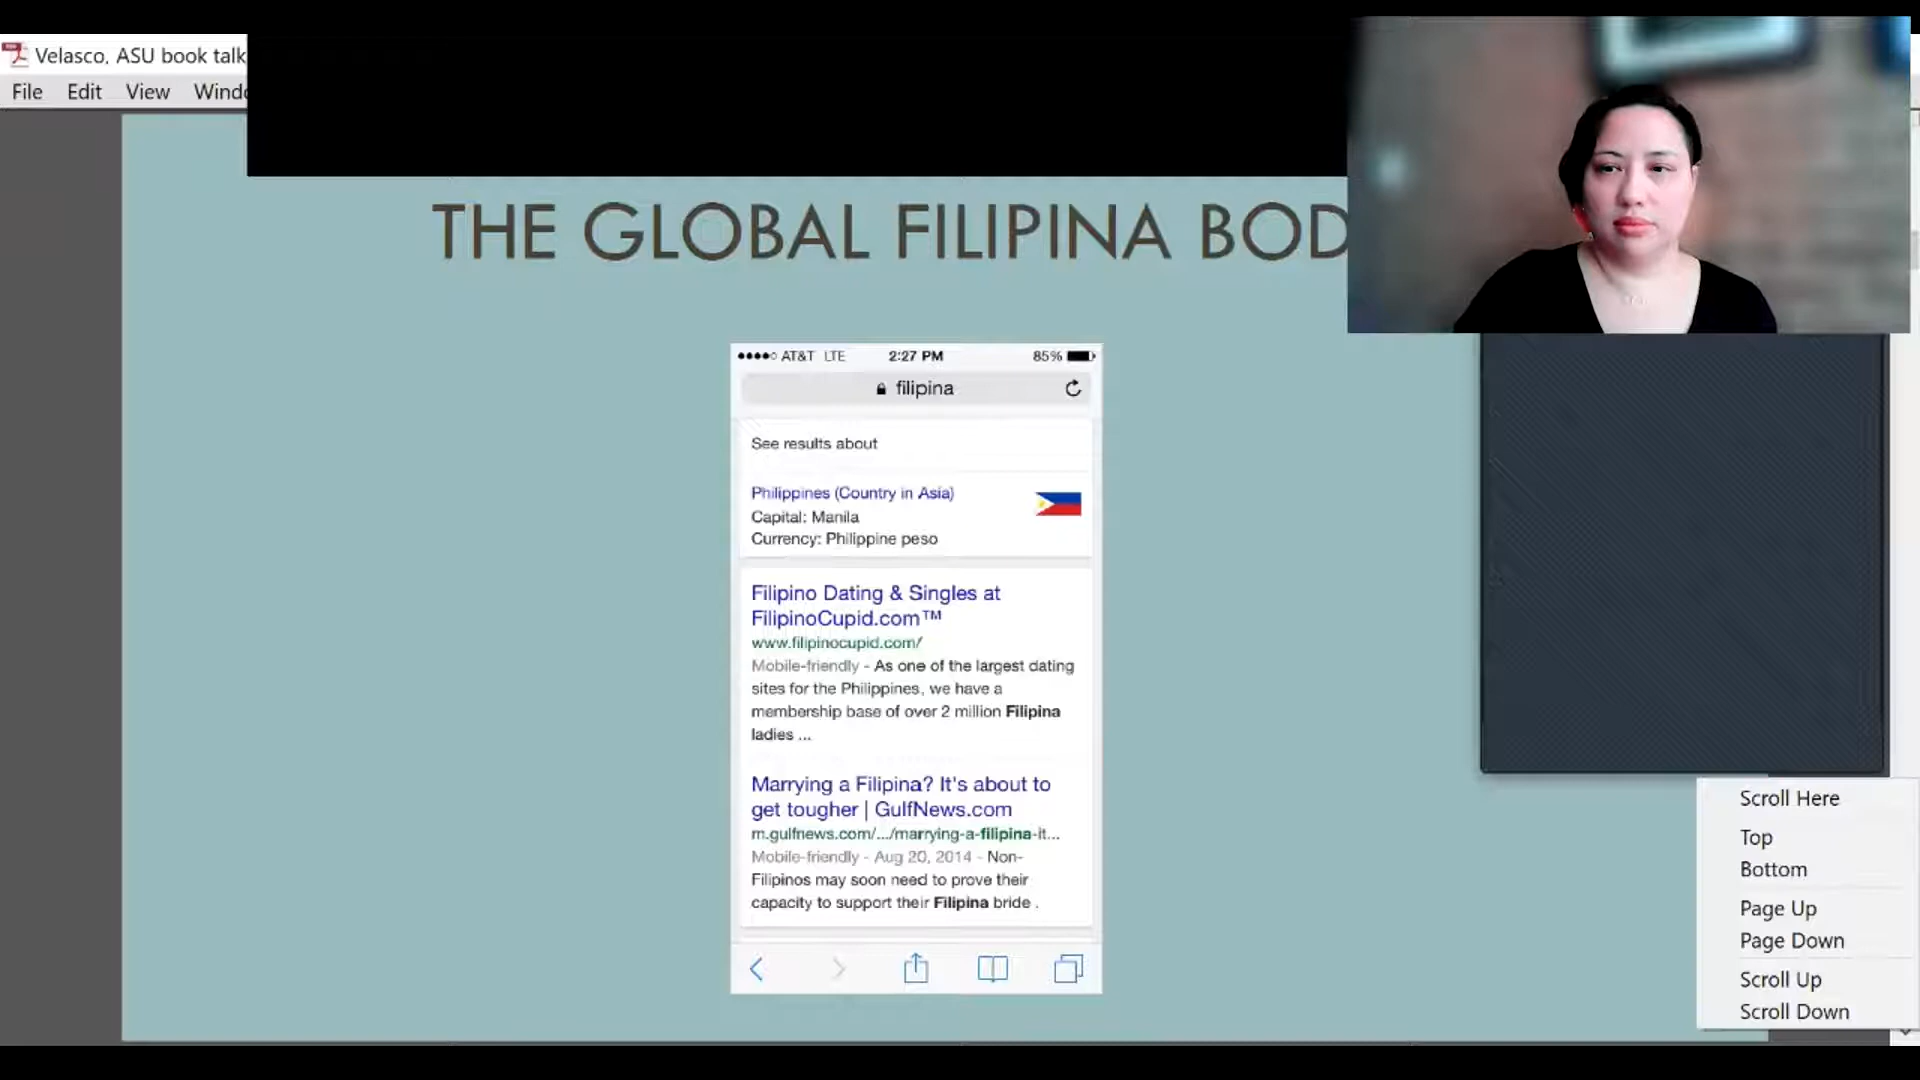 Velasco, ASU book talk
File Edit View Windo
THE GLOBAL FILIPINA BOD
AT&T LTE 2:27 PM 85%
filipina
See results about
Philippines (Country in Asia)
Capital: Manila
Currency: Philippine peso
Filipino Dating & Singles at
FilipinoCupid.com™
www.filipinocupid.com/
Mobile-friendly - As one of the largest dating
sites for the Philippines, we have a
membership base of over 2 million Filipina
ladies ...
Marrying a Filipina? It's about to
get tougher | GulfNews.com
m.gulfnews.com/.../marrying-a-filipina-it...
Mobile-friendly - Aug 20, 2014 - Non-
Filipinos may soon need to prove their
capacity to support their Filipina bride .
Scroll Here
Top
Bottom
Page Up
Page Down
Scroll Up
Scroll Down